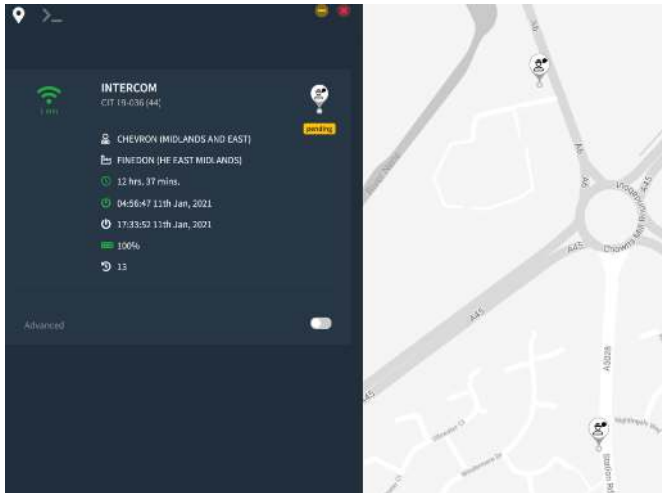 >_
INTERCOM
CIT 19-036 (44)
pending
CHEVRON (MIDLANDS AND EAST)
FINEDON (HE EAST MIDLANDS)
12 hrs, 37 mins.
04:56:47 11th Jan, 2021
17:33:52 11th Jan, 2021
100%
13
Advanced
A6
A6
A6
A45
A45
Chowns Mill
A45
A45
A5028
Station Rd